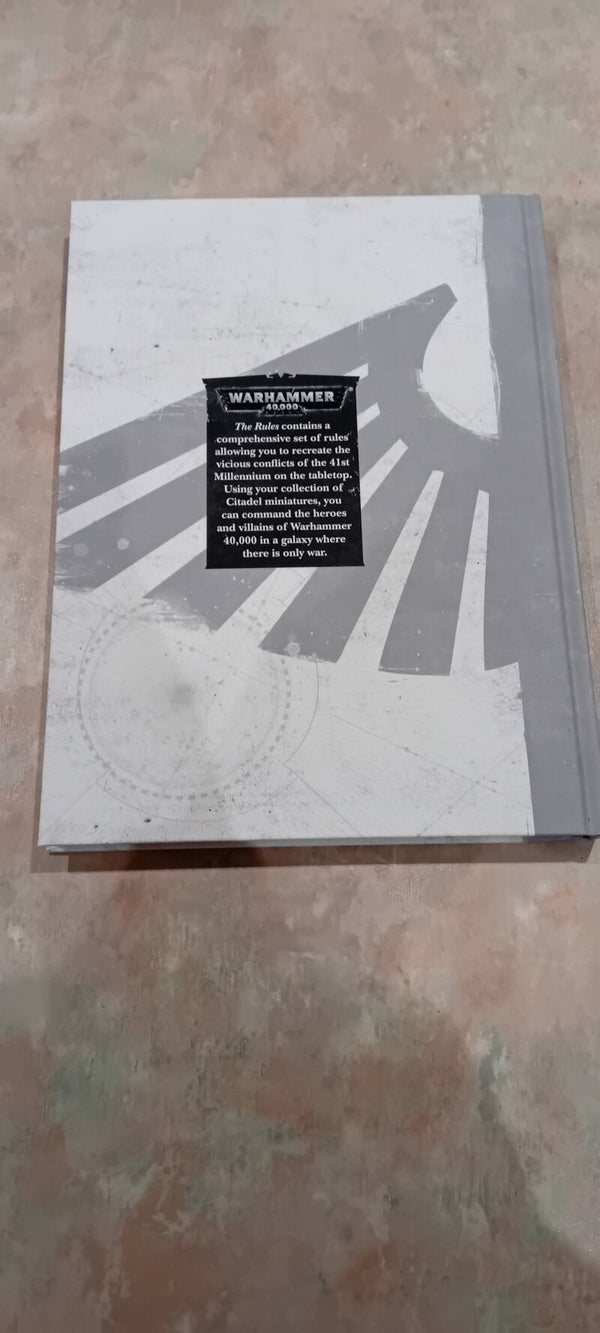 WARHAMMER
40,000
The Rules contains a
comprehensive set of rules
allowing you to recreate the
vicious conflicts of the 41st
Millennium on the tabletop.
Using your collection of
Citadel miniatures, you
can command the heroes
and villains of Warhammer
40,000 in a galaxy where
there is only war.